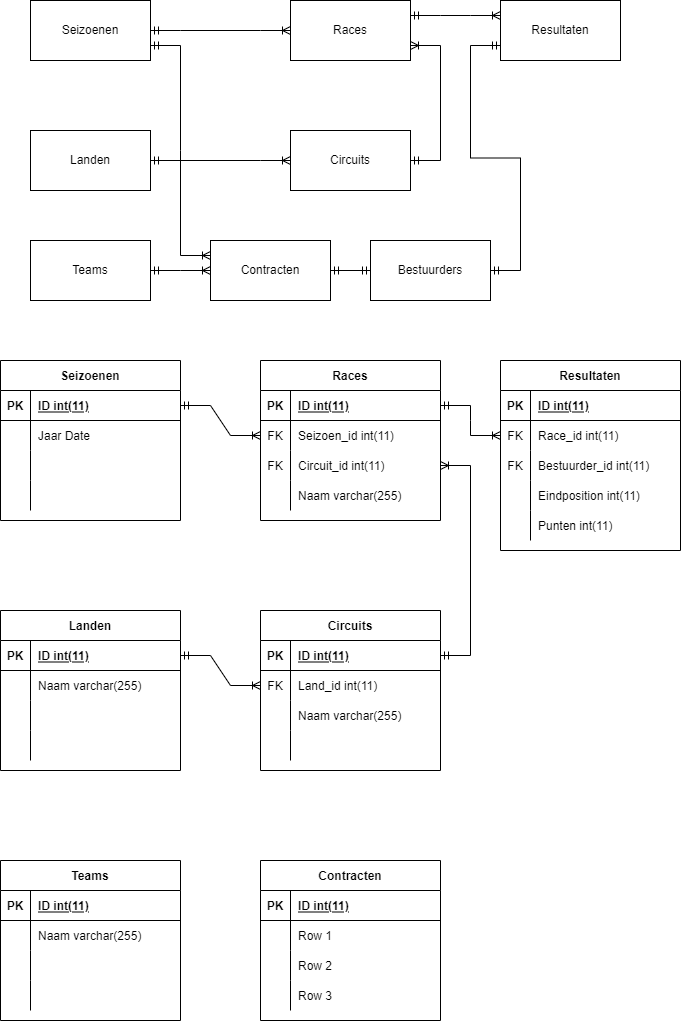 Seizoenen
Races
Resultaten
Landen
Circuits
Teams
Contracten
Bestuurders
Seizoenen
PK ID int(11)
Jaar Date
Races
PK ID int(11)
FK Seizoen_id int(11)
FK Circuit_id int(11)
Naam varchar(255)
Resultaten
PK ID int(11)
FK Race_id int(11)
FK Bestuurder_id int(11)
Eindposition int(11)
Punten int(11)
Landen
PK ID int(11)
Naam varchar(255)
Circuits
PK ID int(11)
FK Land_id int(11)
Naam varchar(255)
Teams
PK ID int(11)
Naam varchar(255)
Contracten
PK ID int(11)
Row 1
Row 2
Row 3